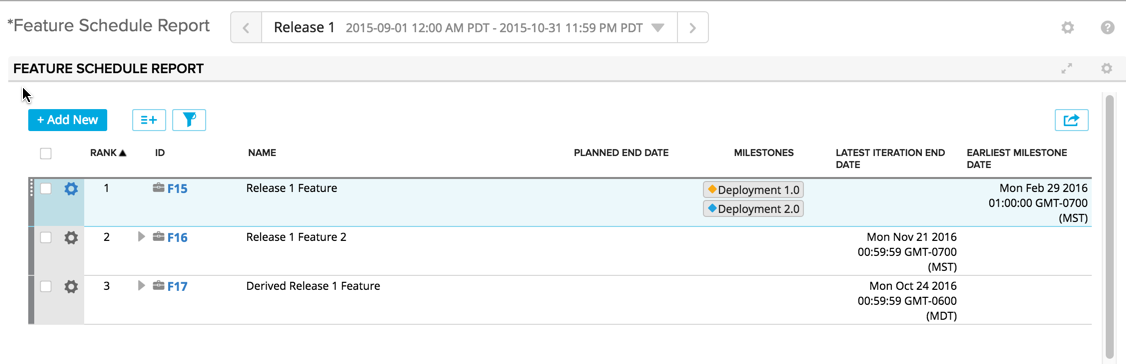 *Feature Schedule Report
Release 1 2015-09-01 12:00 AM PDT - 2015-10-31 11:59 PM PDT
?
FEATURE SCHEDULE REPORT
+ Add New
RANK ID NAME PLANNED END DATE MILESTONES LATEST ITERATION END DATE EARLIEST MILESTONE DATE
1 F15 Release 1 Feature
Deployment 1.0
Deployment 2.0
Mon Feb 29 2016
01:00:00 GMT-0700
(MST)
2 F16 Release 1 Feature 2
Mon Nov 21 2016
00:59:59 GMT-0700
(MST)
3 F17 Derived Release 1 Feature
Mon Oct 24 2016
00:59:59 GMT-0600
(MDT)